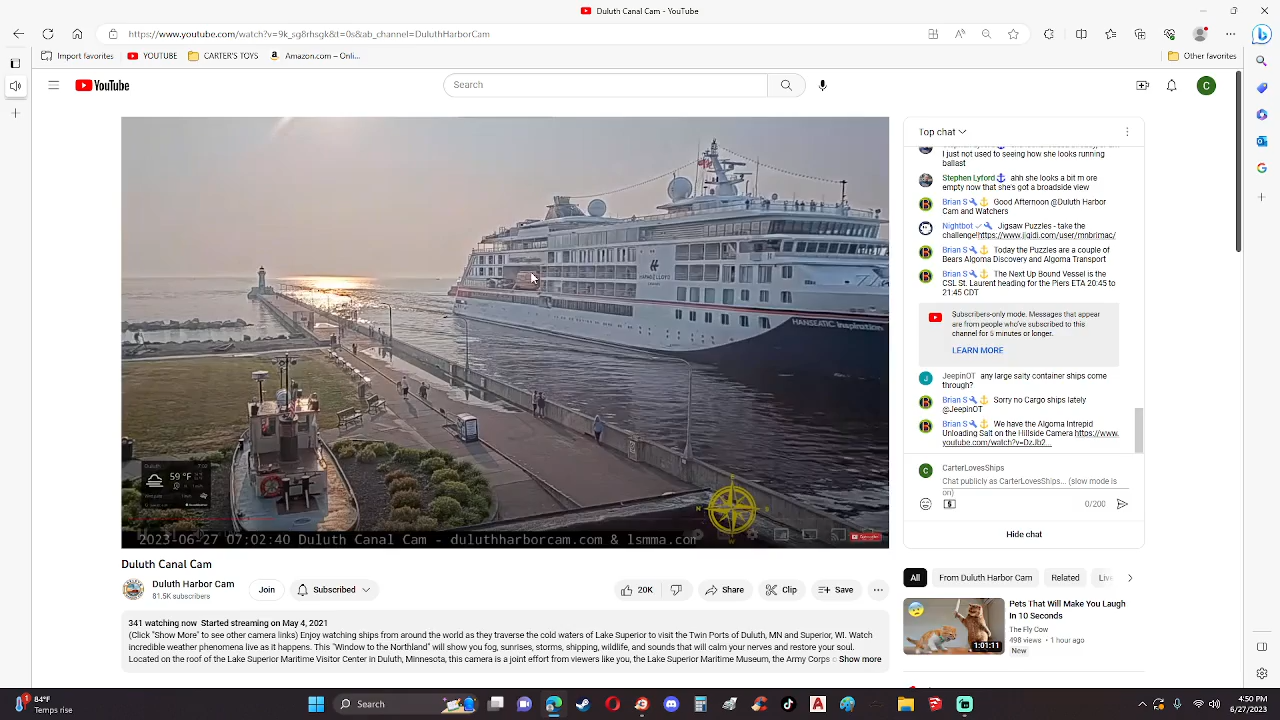 Duluth Canal Cam - YouTube
https://www.youtube.com/watch?v=9k_sg8rhsgk&t=0s&ab_channel=DuluthHarborCam
Import favorites
YOUTUBE
CARTER'S TOYS
Amazon.com – Onli...
Other favorites
YouTube
Search
C
Top chat
I just not used to seeing how she looks running
ballast
Stephen Lyford ahh she looks a bit m ore
empty now that she's got a broadside view
Brian S Good Afternoon @Duluth Harbor
Cam and Watchers
Nightbot Jigsaw Puzzles - take the
challenge!https://www.jigidi.com/user/mnbrimac/
Brian S Today the Puzzles are a couple of
Bears Algoma Discovery and Algoma Transport
Brian S The Next Up Bound Vessel is the
CSL St. Laurent heading for the Piers ETA 20:45 to
21:45 CDT
Subscribers-only mode. Messages that appear
are from people who've subscribed to this
channel for 5 minutes or longer.
LEARN MORE
JeepinOT any large salty container ships come
through?
Brian S Sorry no Cargo ships lately
@JeepinOT
Brian S We have the Algoma Intrepid
Unloading Salt on the Hillside Camera https://www.
youtube.com/watch?v=DzJb2...
CarterLovesShips
Chat publicly as CarterLovesShips... (slow mode is
on)
0/200
Hide chat
HANSEATIC inspiration
Duluth
7:02
59 °F
N
W
2023-06-27 07:02:40 Duluth Canal Cam - duluthharborcam.com & lsmma.com
Duluth Canal Cam
Duluth Harbor Cam
81.5K subscribers
Join
Subscribed
20K
Share
Clip
Save
341 watching now Started streaming on May 4, 2021
(Click "Show More" to see other camera links) Enjoy watching ships from around the world as they traverse the cold waters of Lake Superior to visit the Twin Ports of Duluth, MN and Superior, WI. Watch
incredible weather phenomena live as it happens. This "Window to the Northland" will show you fog, sunrises, storms, shipping, wildlife, and sounds that will calm your nerves and restore your soul.
Located on the roof of the Lake Superior Maritime Visitor Center in Duluth, Minnesota, this camera is a joint effort from viewers like you, the Lake Superior Maritime Museum, the Army Corps Show more
All
From Duluth Harbor Cam
Related
Live
1:01:11
Pets That Will Make You Laugh
In 10 Seconds
The Fly Cow
498 views • 1 hour ago
New
84°F
Temps rise
Search
4:50 PM
6/27/2023